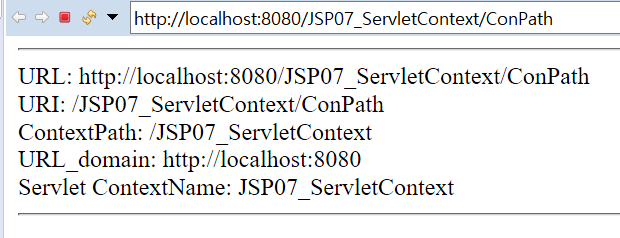 http://localhost:8080/JSP07_ServletContext/ConPath
URL: http://localhost:8080/JSP07_ServletContext/ConPath
URI: /JSP07_ServletContext/ConPath
ContextPath: /JSP07_ServletContext
URL_domain: http://localhost:8080
Servlet ContextName: JSP07_ServletContext